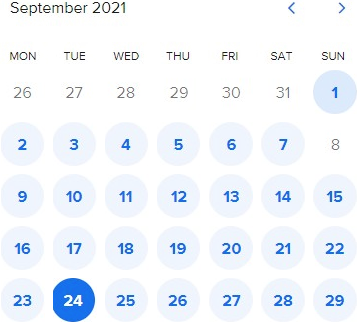 September 2021
MON TUE WED THU FRI SAT SUN
26 27 28 29 30 31 1
2 3 4 5 6 7 8
9 10 11 12 13 14 15
16 17 18 19 20 21 22
23 24 25 26 27 28 29